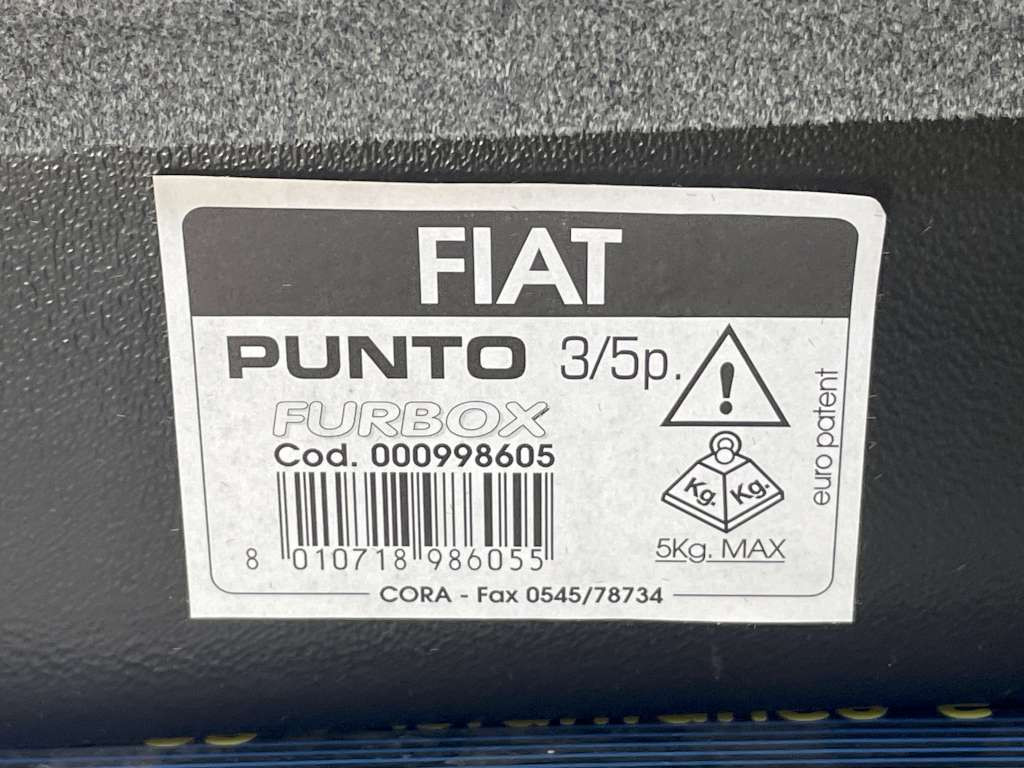 FIAT
PUNTO 3/5p.
!
FURBOX
Cod. 000998605
Kg. Kg.
8 010718 986055
5Kg. MAX
euro patent
CORA - Fax 0545/78734